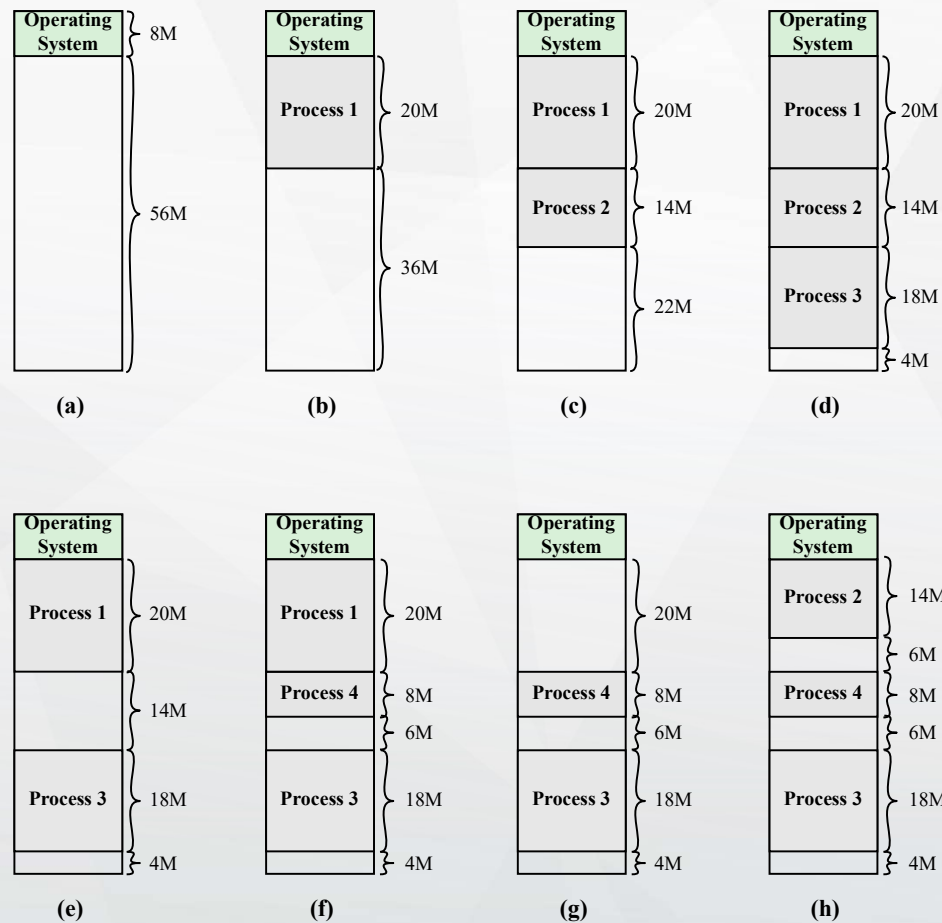 Operating
System
8M
56M
(a)
Operating
System
Process 1
20M
36M
(b)
Operating
System
Process 1
20M
Process 2
14M
22M
(c)
Operating
System
Process 1
20M
Process 2
14M
Process 3
18M
4M
(d)
Operating
System
Process 1
20M
14M
Process 3
18M
4M
(e)
Operating
System
Process 1
20M
Process 4
8M
6M
Process 3
18M
4M
(f)
Operating
System
20M
Process 4
8M
6M
Process 3
18M
4M
(g)
Operating
System
Process 2
14M
6M
Process 4
8M
6M
Process 3
18M
4M
(h)